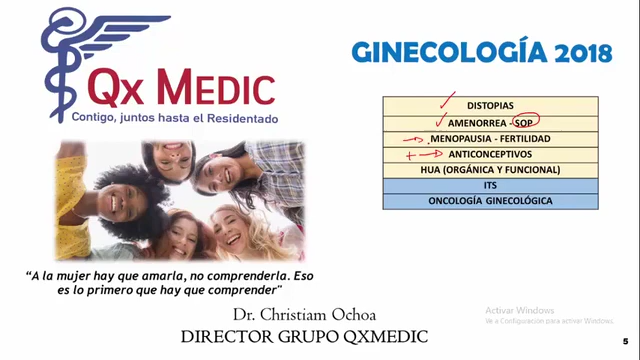 GINECOLOGÍA 2018
Qx MEDIC
Contigo, juntos hasta el Residentado
DISTOPIAS
AMENORREA - SOP
MENOPAUSIA - FERTILIDAD
ANTICONCEPTIVOS
HUA (ORGÁNICA Y FUNCIONAL)
ITS
ONCOLOGÍA GINECOLÓGICA
“A la mujer hay que amarla, no comprenderla. Eso
es lo primero que hay que comprender"
Dr. Christiam Ochoa
DIRECTOR GRUPO QXMEDIC
Activar Windows
Ve a Configuración para activar Windows.
5